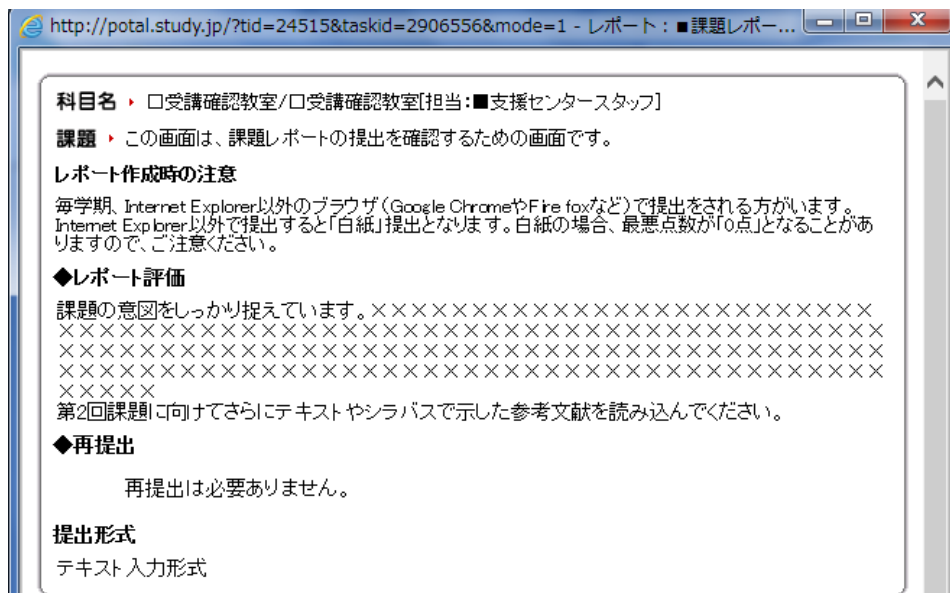 http://potal.study.jp/?tid=24515&taskid=2906556&mode=1 - レポート：■課題レポー...
科目名 ▸ 口受講確認教室/口受講確認教室[担当:■支援センタースタッフ]
課題 ▸ この画面は、課題レポートの提出を確認するための画面です。
レポート作成時の注意
毎学期、Internet Explorer以外のブラウザ(Google ChromeやFire foxなど)で提出をされる方がいます。
Internet Explorer以外で提出すると「白紙」提出となります。白紙の場合、最悪点数が「0点」となることがあ
りますので、ご注意ください。
◆レポート評価
課題の意図をしっかり捉えています。×××××××××××××××××××××××××
×××××××××××××××××××××××××××××××××××××××××
×××××××××××××××××××××××××××××××××××××××××
×××××××××××××××××××××××××××××××××××××××××
×××××
第2回課題に向けてさらにテキストやシラバスで示した参考文献を読み込んでください。
◆再提出
再提出は必要ありません。
提出形式
テキスト入力形式